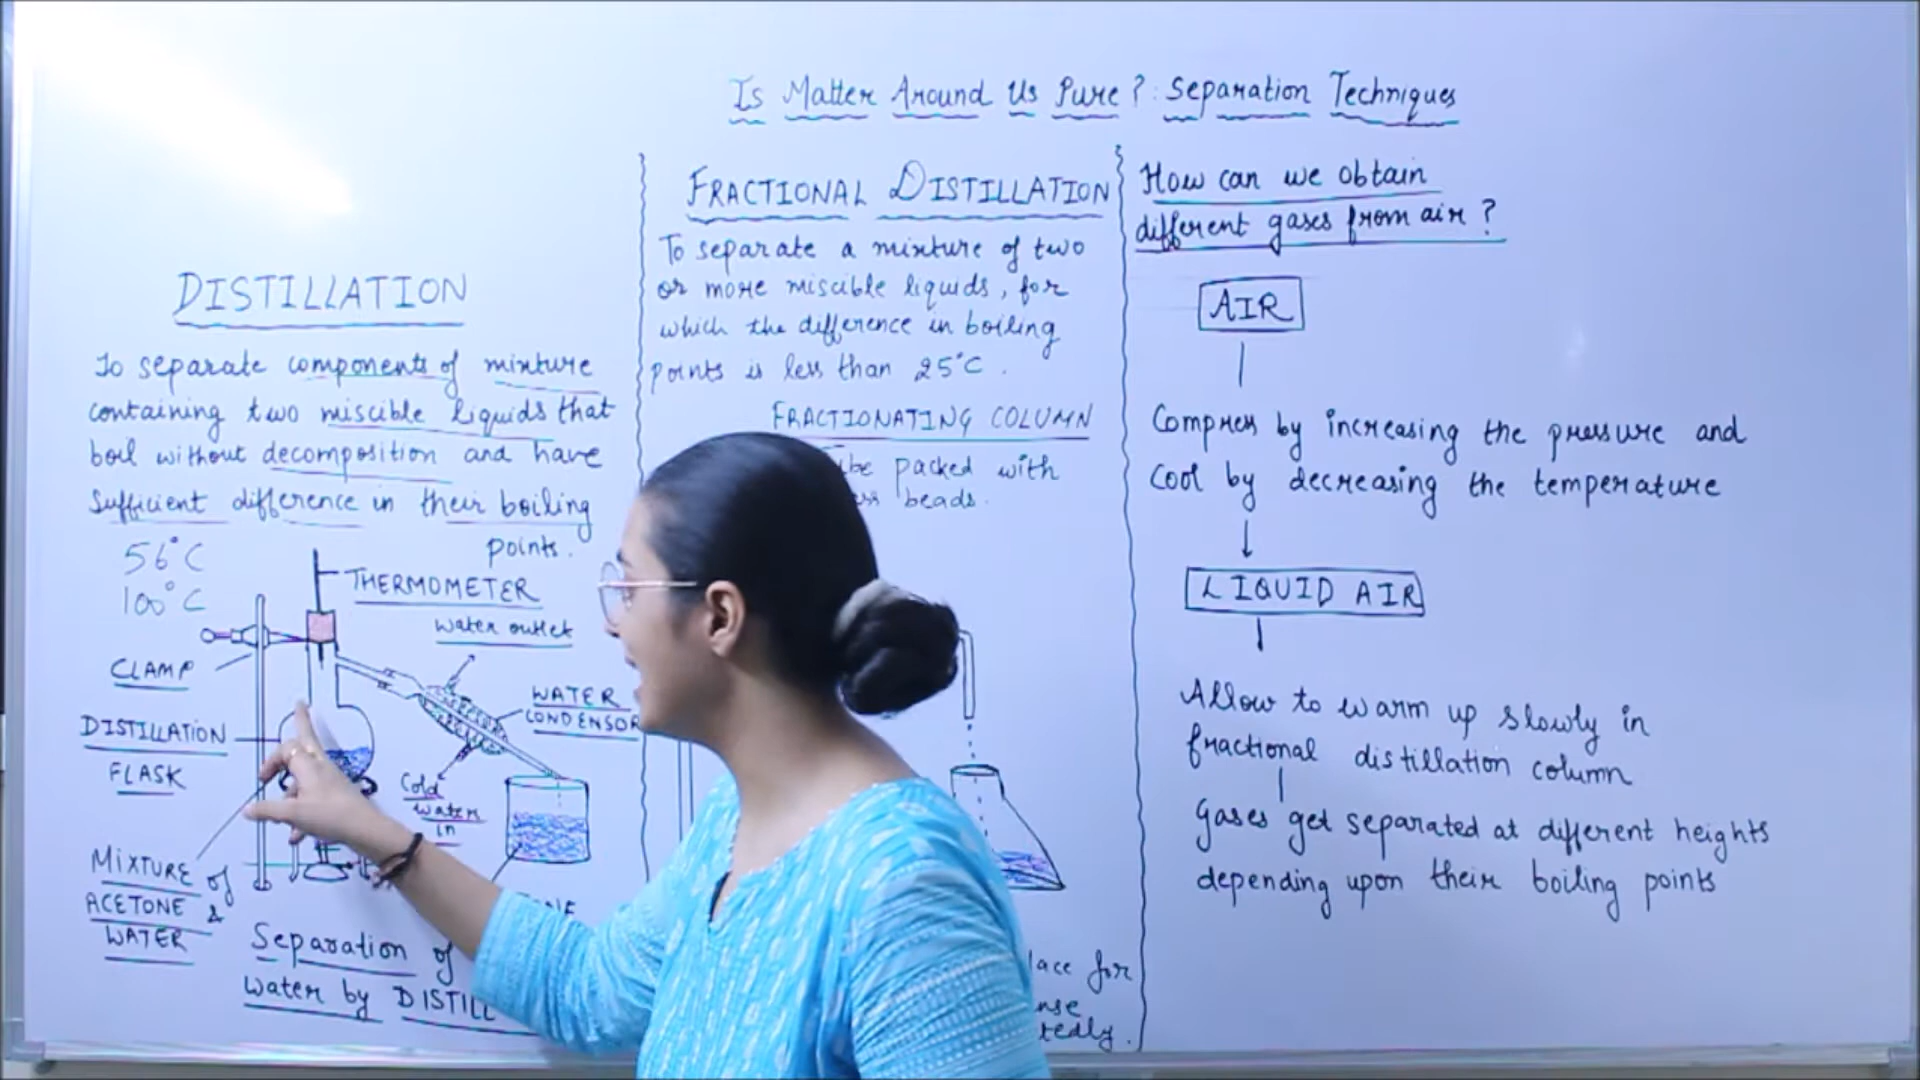 Is Matter Around Us Pure? : Separation Techniques
DISTILLATION
To separate components of mixture
containing two miscible liquids that
boil without decomposition and have
sufficient difference in their boiling
points.
56°C
100°C
THERMOMETER
Water outlet
CLAMP
WATER
CONDENSOR
DISTILLATION
FLASK
Cold
water
in
MIXTURE of
ACETONE &
WATER
Separation of
Water by DISTILL
FRACTIONAL DISTILLATION
To separate a mixture of two
or more miscible liquids, for
which the difference in boiling
points is less than 25°C.
FRACTIONATING COLUMN
packed with
beads.
for
How can we obtain
different gases from air?
AIR
Compress by increasing the pressure and
Cool by decreasing the temperature
LIQUID AIR
Allow to warm up slowly in
fractional distillation column
Gases get separated at different heights
depending upon their boiling points